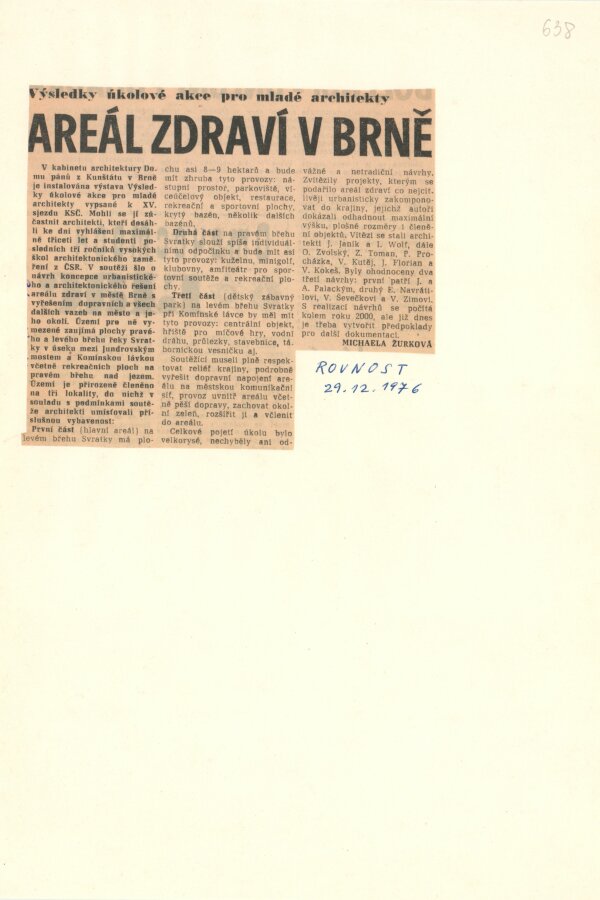 638
Výsledky úkolové akce pro mladé architekty
AREÁL ZDRAVÍ V BRNĚ
V kabinetu architektury Do-
mu pánů z Kunštátu v Brně
je instalována výstava Výsled-
ky úkolové akce pro mladé
architekty vypsané k XV.
sjezdu KSČ. Mohli se jí zú-
častnit architekti, kteří dosáh-
li ke dni vyhlášení maximál-
ně třiceti let a studenti po-
sledních tří ročníků vysokých
škol architektonického zamě-
ření z ČSR. V soutěži šlo o
návrh koncepce urbanistické-
ho a architektonického řešení
areálu zdraví v městě Brně s
vyřešením dopravních a všech
dalších vazeb na město a je-
ho okolí. Území pro ně vy-
mezené zaujímá plochy pravé-
ho a levého břehu řeky Svrat-
ky v úseku mezi Jundrovským
mostem a Komínskou lávkou
včetně rekreačních ploch na
pravém břehu nad jezem.
Území je přirozeně členěno
na tři lokality, do nichž v
souladu s podmínkami soutě-
že architekti umisťovali pří-
slušnou vybavenost:
První část (hlavní areál) na
levém břehu Svratky má plo-
chu asi 8—9 hektarů a bude
mít zhruba tyto provozy: ná-
stupní prostor, parkoviště, ví-
ceúčelový objekt, restaurace,
rekreační a sportovní plochy,
krytý bazén, několik dalších
bazénů.
Druhá část na pravém břehu
Svratky slouží spíše individuál-
nímu odpočinku a bude mít asi
tyto provozy: kuželnu, minigolf,
klubovny, amfiteátr pro spor-
tovní soutěže a rekreační plo-
chy.
Třetí část (dětský zábavný
park) na levém břehu Svratky
při Komínské lávce by měl mít
tyto provozy: centrální objekt,
hřiště pro míčové hry, vodní
dráhu, průlezky, stavebnice, tá-
bornickou vesničku aj.
Soutěžící museli plně respek-
tovat reliéf krajiny, podrobně
vyřešit dopravní napojení are-
álu na městskou komunikační
síť, provoz uvnitř areálu včet-
ně pěší dopravy, zachovat okol-
ní zeleň, rozšířit ji a včlenit
do areálu.
Celkové pojetí úkolu bylo
velkorysé, nechyběly ani od-
vážné a netradiční návrhy.
Zvítězily projekty, kterým se
podařilo areál zdraví co nejcit-
livěji urbanisticky zakompono-
vat do krajiny, jejichž autoři
dokázali odhadnout maximální
výšku, plošné rozměry i členě-
ní objektů. Vítězi se stali archi-
tekti J. Janík a I. Wolf, dále
O. Zvolský, Z. Toman, P. Pro-
cházka, V. Kutěj, J. Florian a
V. Kokeš. Byly ohodnoceny dva
třetí návrhy: první patří J. a
A. Palackým, druhý E. Navráti-
lovi, V. Ševečkovi a V. Zimovi.
S realizací návrhů se počítá
kolem roku 2000, ale již dnes
je třeba vytvořit předpoklady
pro další dokumentaci.
MICHAELA ŽURKOVÁ
ROVNOST
29.12.1976